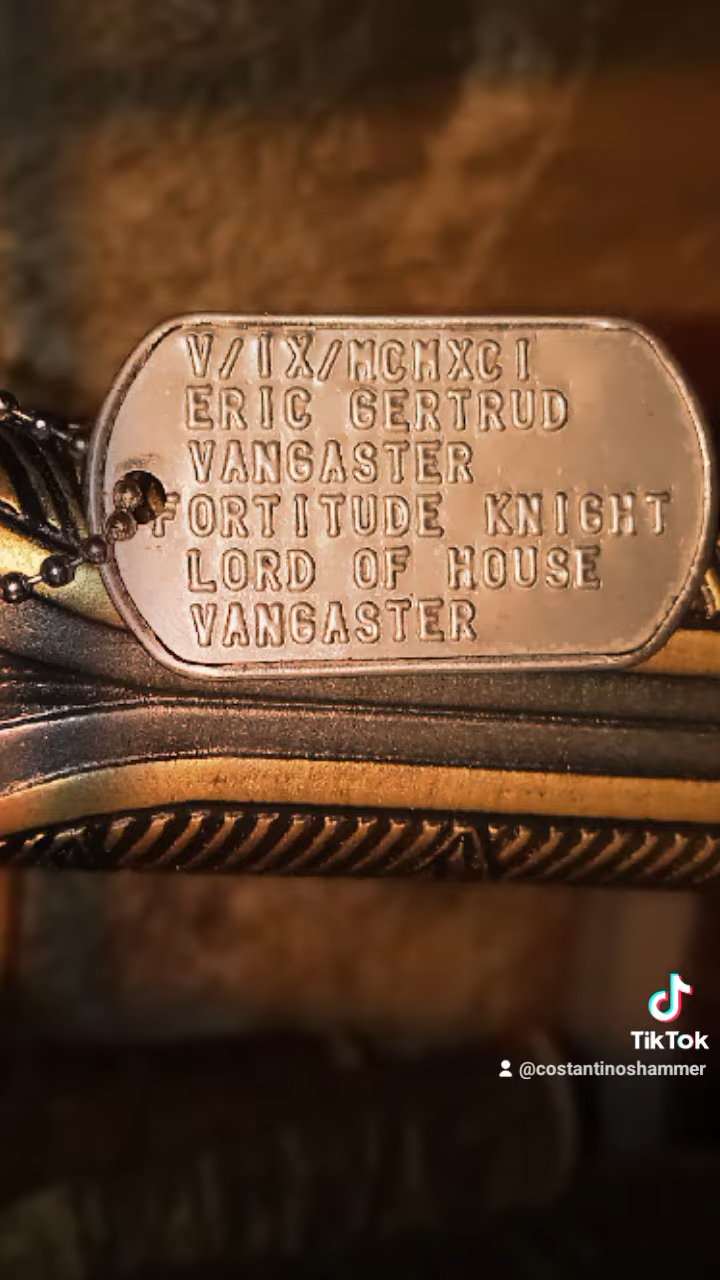 V/IX/MCMXCI
ERIC GERTRUD
VANGASTER
FORTITUDE KNIGHT
LORD OF HOUSE
VANGASTER
TikTok
@costantinoshammer